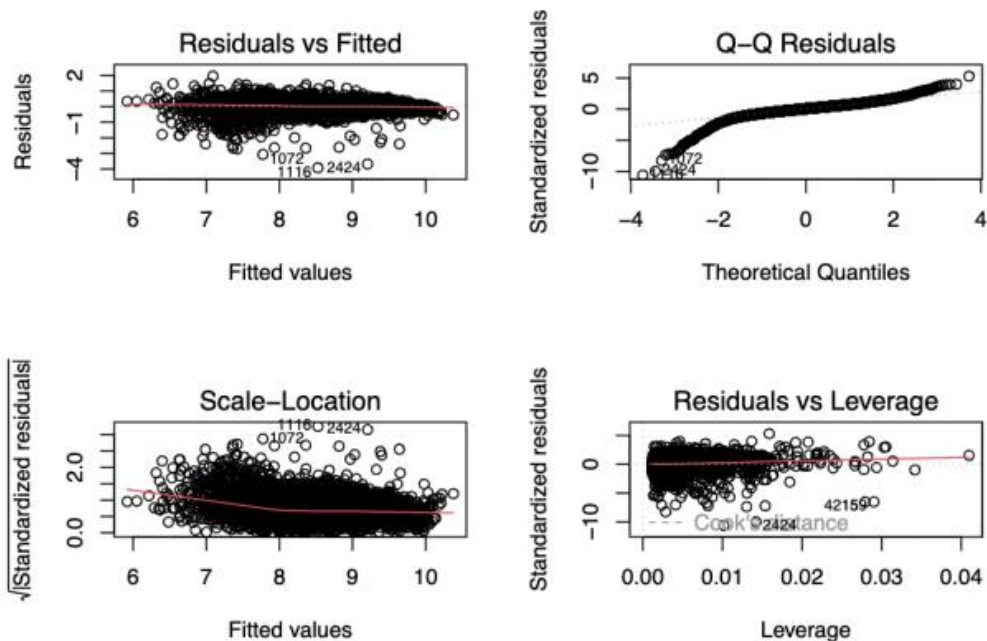 Residuals vs Fitted
Residuals
2
-1
-4
1072
1116
2424
6 7 8 9 10
Fitted values
Q-Q Residuals
Standardized residuals
5
0
-10
1072
2424
-4 -2 0 2 4
Theoretical Quantiles
Scale-Location
√|Standardized residuals|
2.0
0.0
1116
2424
1072
6 7 8 9 10
Fitted values
Residuals vs Leverage
Standardized residuals
0
-10
42159
Cook's distance
2424
0.00 0.01 0.02 0.03 0.04
Leverage